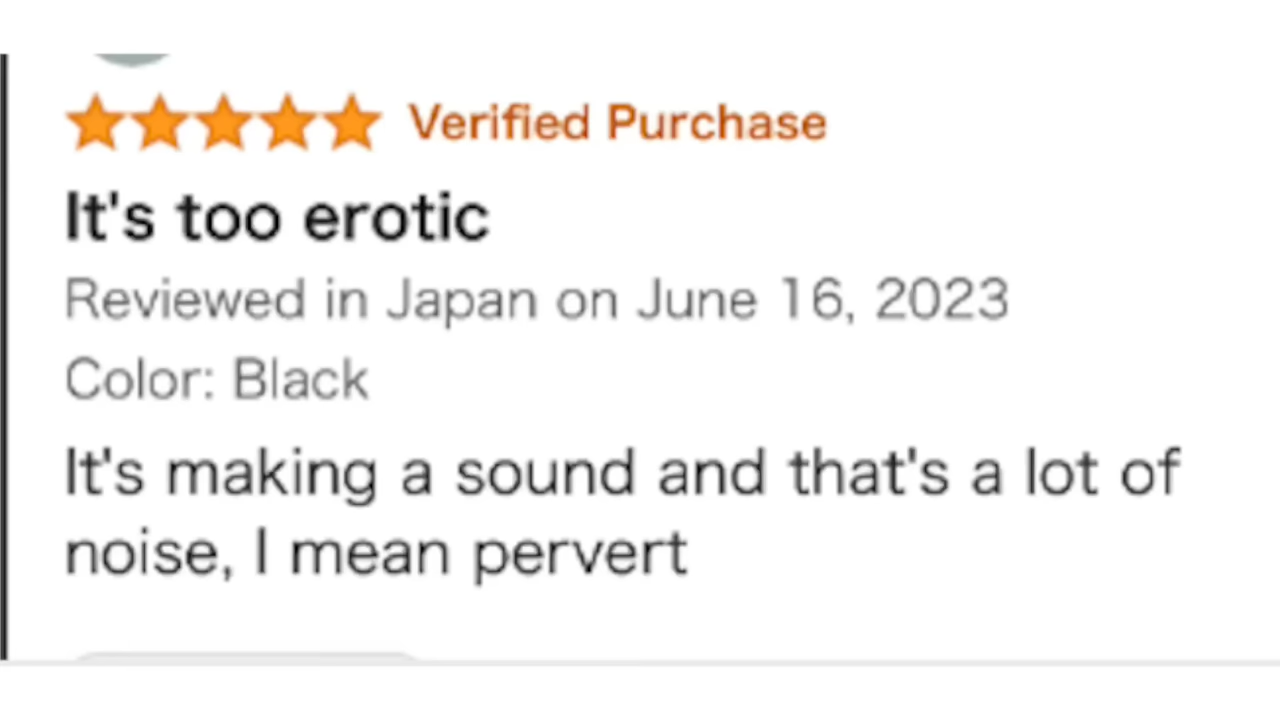 Verified Purchase
It's too erotic
Reviewed in Japan on June 16, 2023
Color: Black
It's making a sound and that's a lot of
noise, I mean pervert